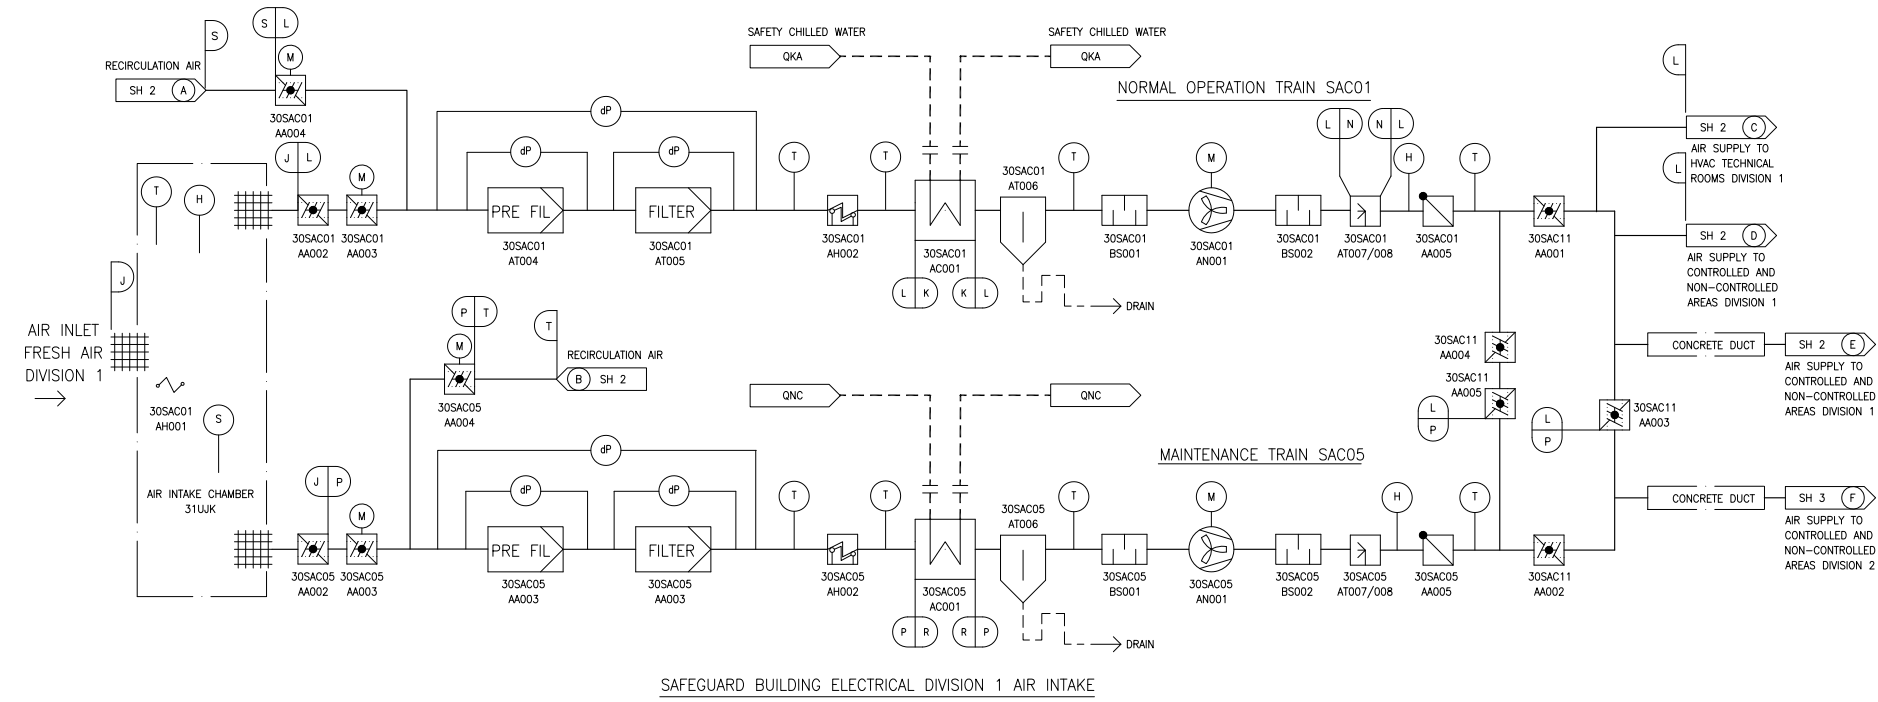 SAFETY CHILLED WATER
QKA
SAFETY CHILLED WATER
QKA
S
S L
M
RECIRCULATION AIR
SH 2 A
30SAC01
AA004
NORMAL OPERATION TRAIN SAC01
L
SH 2 C
AIR SUPPLY TO
HVAC TECHNICAL
ROOMS DIVISION 1
L
SH 2 D
AIR SUPPLY TO
CONTROLLED AND
NON-CONTROLLED
AREAS DIVISION 1
T
H
J L
M
30SAC01
AA002
30SAC01
AA003
dP
dP
dP
PRE FIL
30SAC01
AT004
FILTER
30SAC01
AT005
T
T
30SAC01
AH002
30SAC01
AC001
L K
K L
30SAC01
AT006
DRAIN
T
30SAC01
BS001
M
30SAC01
AN001
30SAC01
BS002
L N
N L
30SAC01
AT007/008
H
30SAC01
AA005
T
30SAC11
AA001
J
AIR INLET
FRESH AIR
DIVISION 1
30SAC01
AH001
S
AIR INTAKE CHAMBER
31UJK
P T
M
30SAC05
AA004
T
RECIRCULATION AIR
B SH 2
QNC
QNC
30SAC11
AA004
30SAC11
AA005
L
P
L
P
30SAC11
AA003
CONCRETE DUCT
SH 2 E
AIR SUPPLY TO
CONTROLLED AND
NON-CONTROLLED
AREAS DIVISION 1
MAINTENANCE TRAIN SAC05
J P
M
30SAC05
AA002
30SAC05
AA003
dP
dP
dP
PRE FIL
30SAC05
AA003
FILTER
30SAC05
AA003
T
T
30SAC05
AH002
30SAC05
AC001
P R
R P
30SAC05
AT006
DRAIN
T
30SAC05
BS001
M
30SAC05
AN001
30SAC05
BS002
30SAC05
AT007/008
H
30SAC05
AA005
T
30SAC11
AA002
CONCRETE DUCT
SH 3 F
AIR SUPPLY TO
CONTROLLED AND
NON-CONTROLLED
AREAS DIVISION 2
SAFEGUARD BUILDING ELECTRICAL DIVISION 1 AIR INTAKE